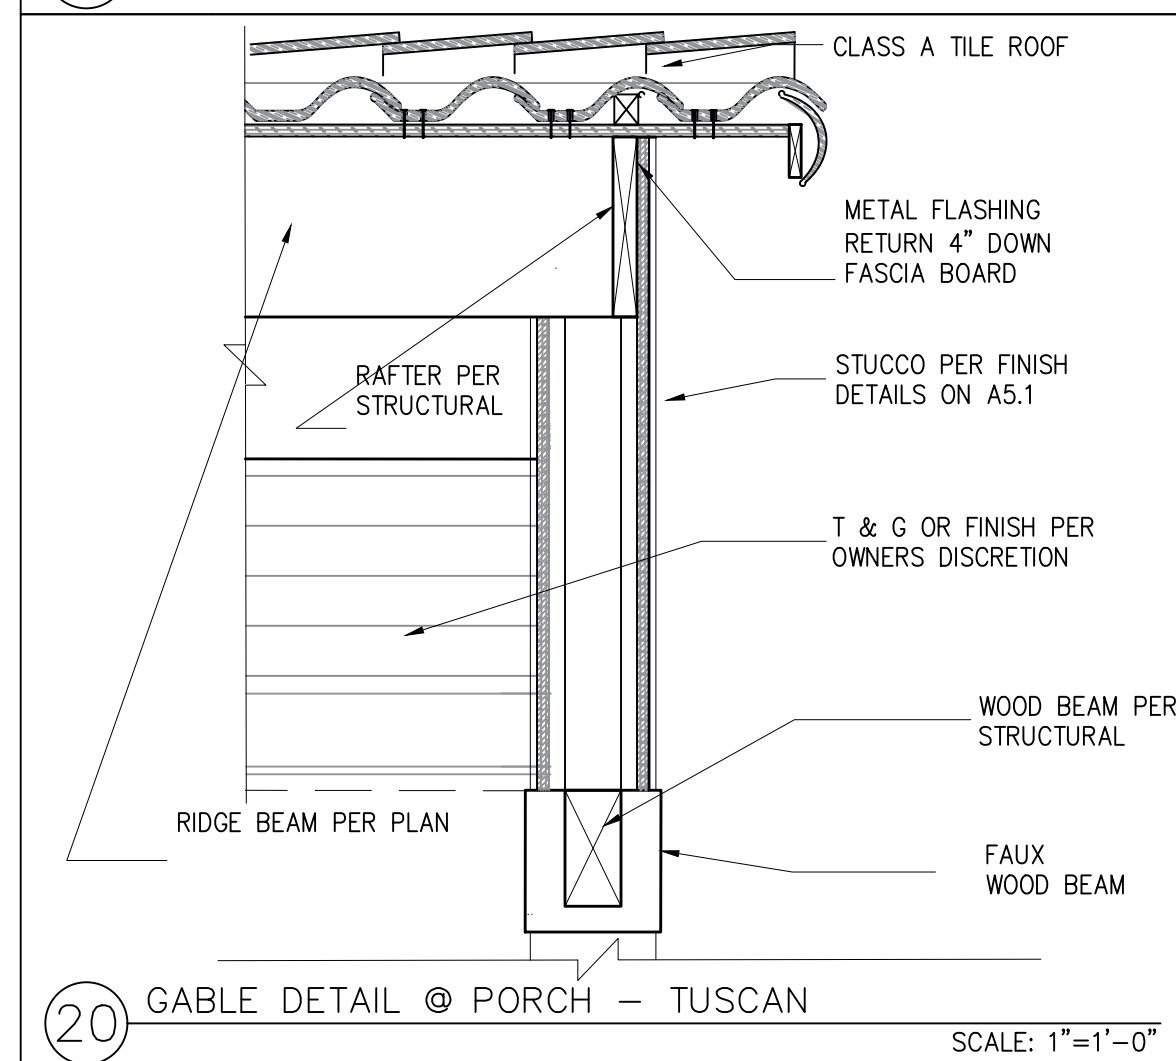 CLASS A TILE ROOF
METAL FLASHING
RETURN 4” DOWN
FASCIA BOARD
RAFTER PER
STRUCTURAL
STUCCO PER FINISH
DETAILS ON A5.1
T & G OR FINISH PER
OWNERS DISCRETION
WOOD BEAM PER
STRUCTURAL
RIDGE BEAM PER PLAN
FAUX
WOOD BEAM
20 GABLE DETAIL @ PORCH – TUSCAN
SCALE: 1”=1’–0”